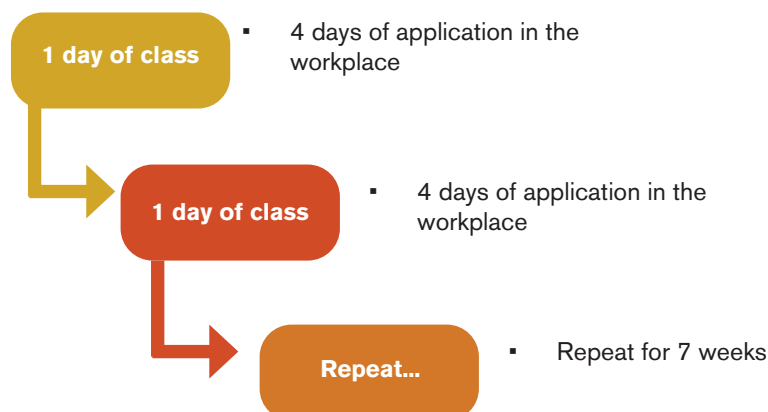 1 day of class
▪ 4 days of application in the
workplace
1 day of class
▪ 4 days of application in the
workplace
Repeat...
▪ Repeat for 7 weeks